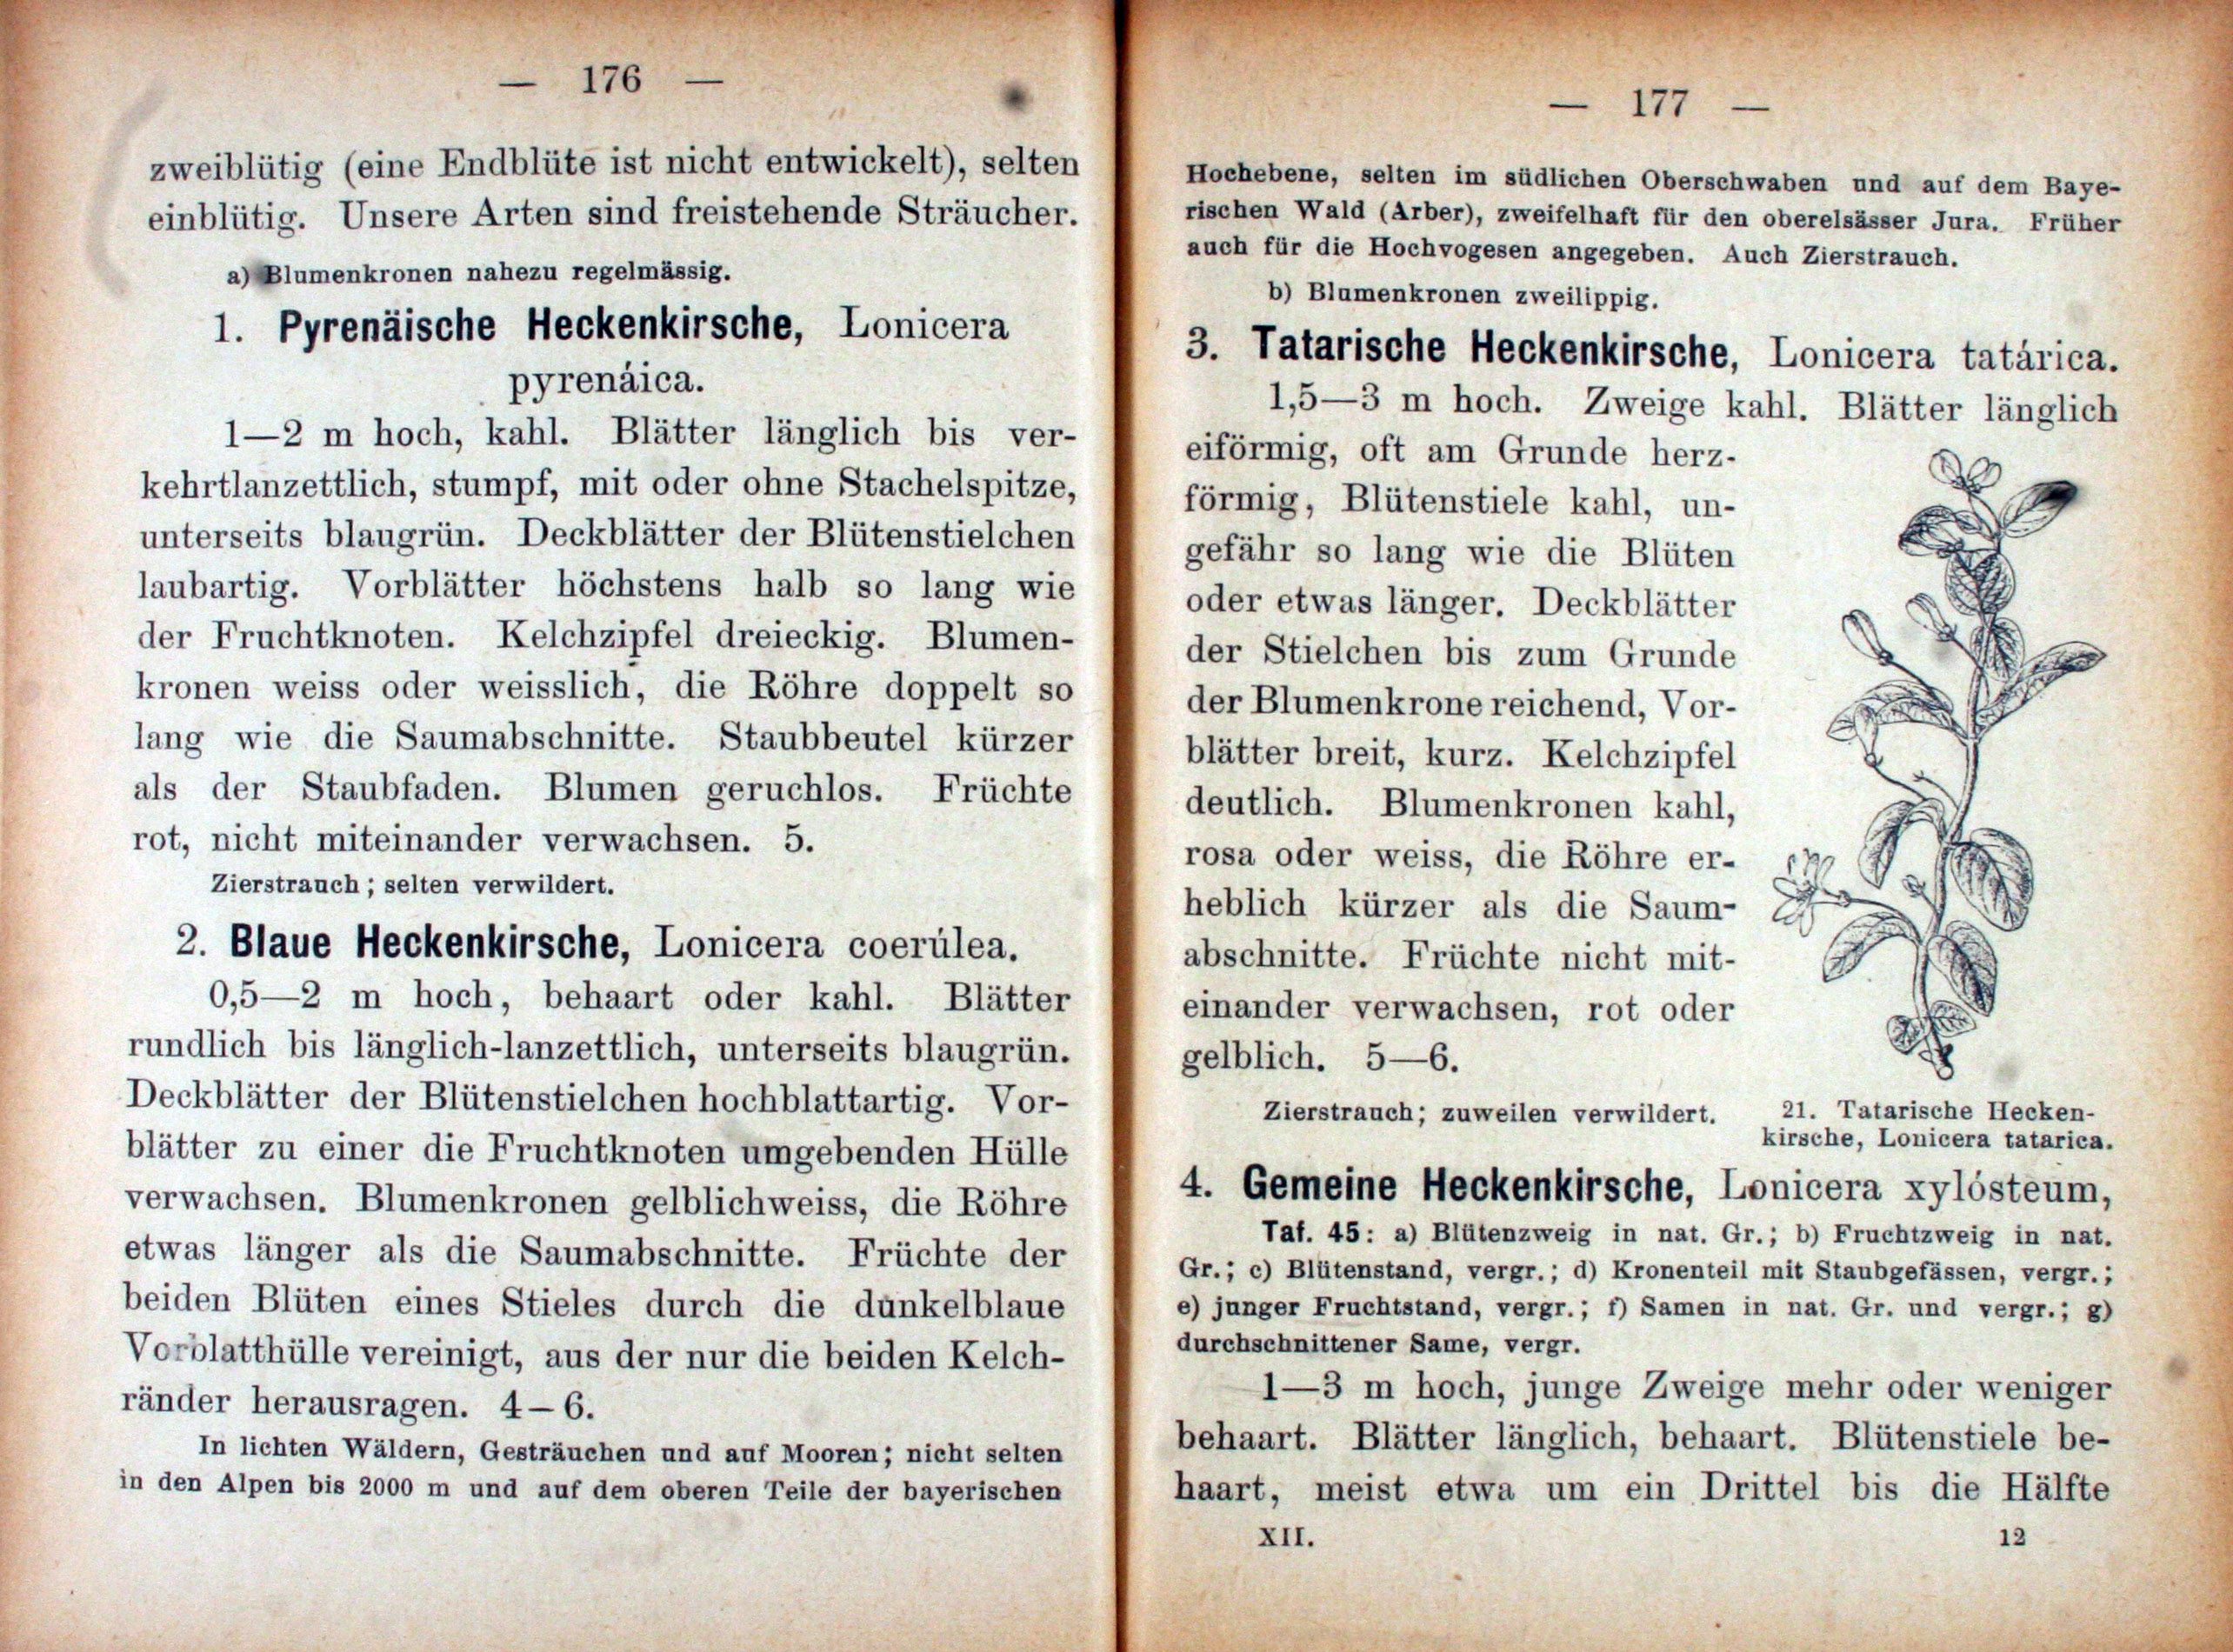 — 176 —
zweiblütig (eine Endblüte ist nicht entwickelt), selten
einblütig. Unsere Arten sind freistehende Sträucher.
a) Blumenkronen nahezu regelmässig.
1. Pyrenäische Heckenkirsche, Lonicera
pyrenáica.
1—2 m hoch, kahl. Blätter länglich bis ver-
kehrtlanzettlich, stumpf, mit oder ohne Stachelspitze,
unterseits blaugrün. Deckblätter der Blütenstielchen
laubartig. Vorblätter höchstens halb so lang wie
der Fruchtknoten. Kelchzipfel dreieckig. Blumen-
kronen weiss oder weisslich, die Röhre doppelt so
lang wie die Saumabschnitte. Staubbeutel kürzer
als der Staubfaden. Blumen geruchlos. Früchte
rot, nicht miteinander verwachsen. 5.
Zierstrauch; selten verwildert.
2. Blaue Heckenkirsche, Lonicera coerúlea.
0,5—2 m hoch, behaart oder kahl. Blätter
rundlich bis länglich-lanzettlich, unterseits blaugrün.
Deckblätter der Blütenstielchen hochblattartig. Vor-
blätter zu einer die Fruchtknoten umgebenden Hülle
verwachsen. Blumenkronen gelblichweiss, die Röhre
etwas länger als die Saumabschnitte. Früchte der
beiden Blüten eines Stieles durch die dunkelblaue
Vorblatthülle vereinigt, aus der nur die beiden Kelch-
ränder herausragen. 4—6.
In lichten Wäldern, Gesträuchen und auf Mooren; nicht selten
in den Alpen bis 2000 m und auf dem oberen Teile der bayerischen
— 177 —
Hochebene, selten im südlichen Oberschwaben und auf dem Baye-
rischen Wald (Arber), zweifelhaft für den oberelsässer Jura. Früher
auch für die Hochvogesen angegeben. Auch Zierstrauch.
b) Blumenkronen zweilippig.
3. Tatarische Heckenkirsche, Lonicera tatárica.
1,5—3 m hoch. Zweige kahl. Blätter länglich
eiförmig, oft am Grunde herz-
förmig, Blütenstiele kahl, un-
gefähr so lang wie die Blüten
oder etwas länger. Deckblätter
der Stielchen bis zum Grunde
der Blumenkrone reichend, Vor-
blätter breit, kurz. Kelchzipfel
deutlich. Blumenkronen kahl,
rosa oder weiss, die Röhre er-
heblich kürzer als die Saum-
abschnitte. Früchte nicht mit-
einander verwachsen, rot oder
gelblich. 5—6.
Zierstrauch; zuweilen verwildert.
21. Tatarische Hecken-
kirsche, Lonicera tatarica.
4. Gemeine Heckenkirsche, Lonicera xylósteum,
Taf. 45: a) Blütenzweig in nat. Gr.; b) Fruchtzweig in nat.
Gr.; c) Blütenstand, vergr.; d) Kronenteil mit Staubgefässen, vergr.;
e) junger Fruchtstand, vergr.; f) Samen in nat. Gr. und vergr.; g)
durchschnittener Same, vergr.
1—3 m hoch, junge Zweige mehr oder weniger
behaart. Blätter länglich, behaart. Blütenstiele be-
haart, meist etwa um ein Drittel bis die Hälfte
XII. 12